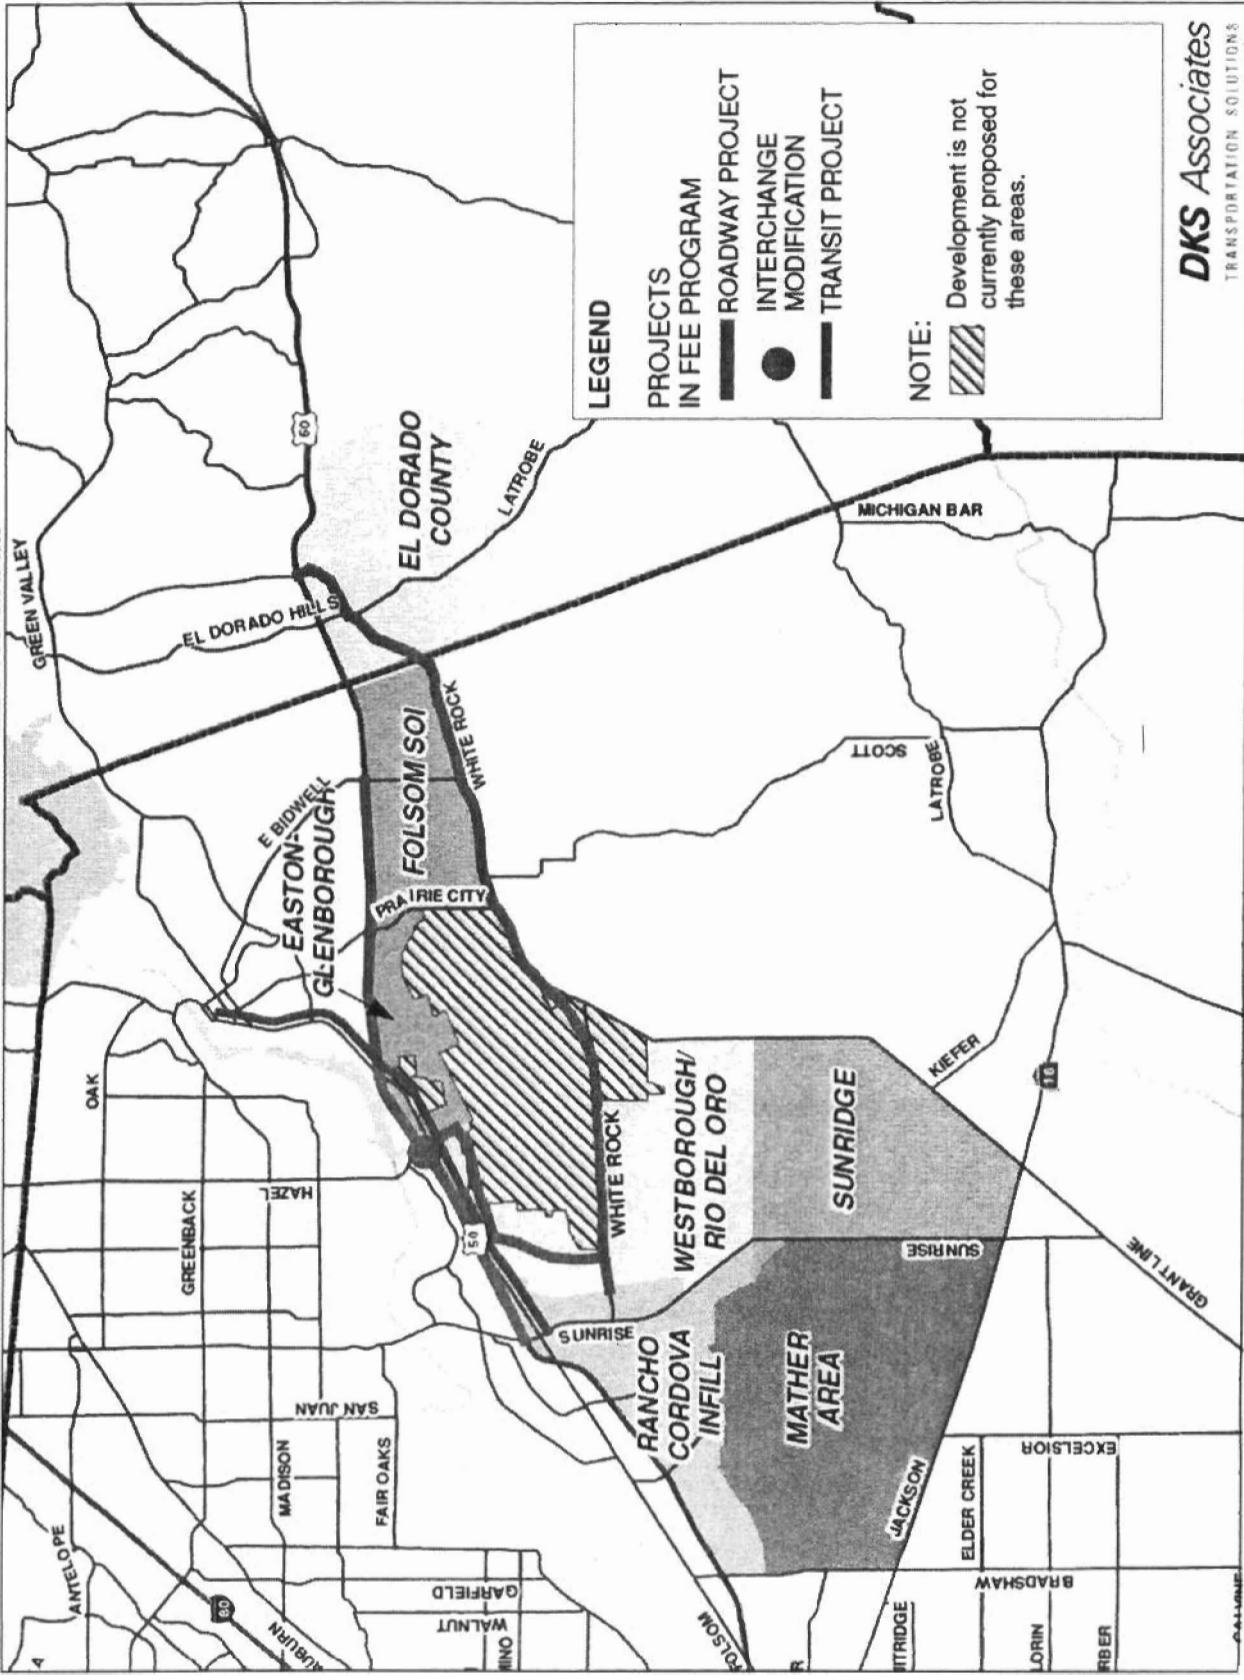 ANTELOPE
AUBURN
80
GREENBACK
MADISON
FAIR OAKS
SAN JUAN
GARFIELD
WALNUT
OAK
HAZEL
GREEN VALLEY
EL DORADO HILLS
E BIDWELL
EASTON-
GLENBOROUGH
PRAIRIE CITY
FOLSOM SOI
WHITE ROCK
50
50
EL DORADO
COUNTY
LATROBE
FOLSOM
SUNRISE
WHITE ROCK
RANCHO
CORDOVA
INFILL
WESTBOROUGH/
RIO DEL ORO
MATHER
AREA
SUNRIDGE
SUNRISE
JACKSON
KIEFER
16
GRANT LINE
SCOTT
LATROBE
MICHIGAN BAR
ELDER CREEK
EXCELSIOR
BRADSHAW
LEGEND
PROJECTS
IN FEE PROGRAM
ROADWAY PROJECT
INTERCHANGE
MODIFICATION
TRANSIT PROJECT
NOTE:
Development is not
currently proposed for
these areas.
DKS Associates
TRANSPORTATION SOLUTIONS